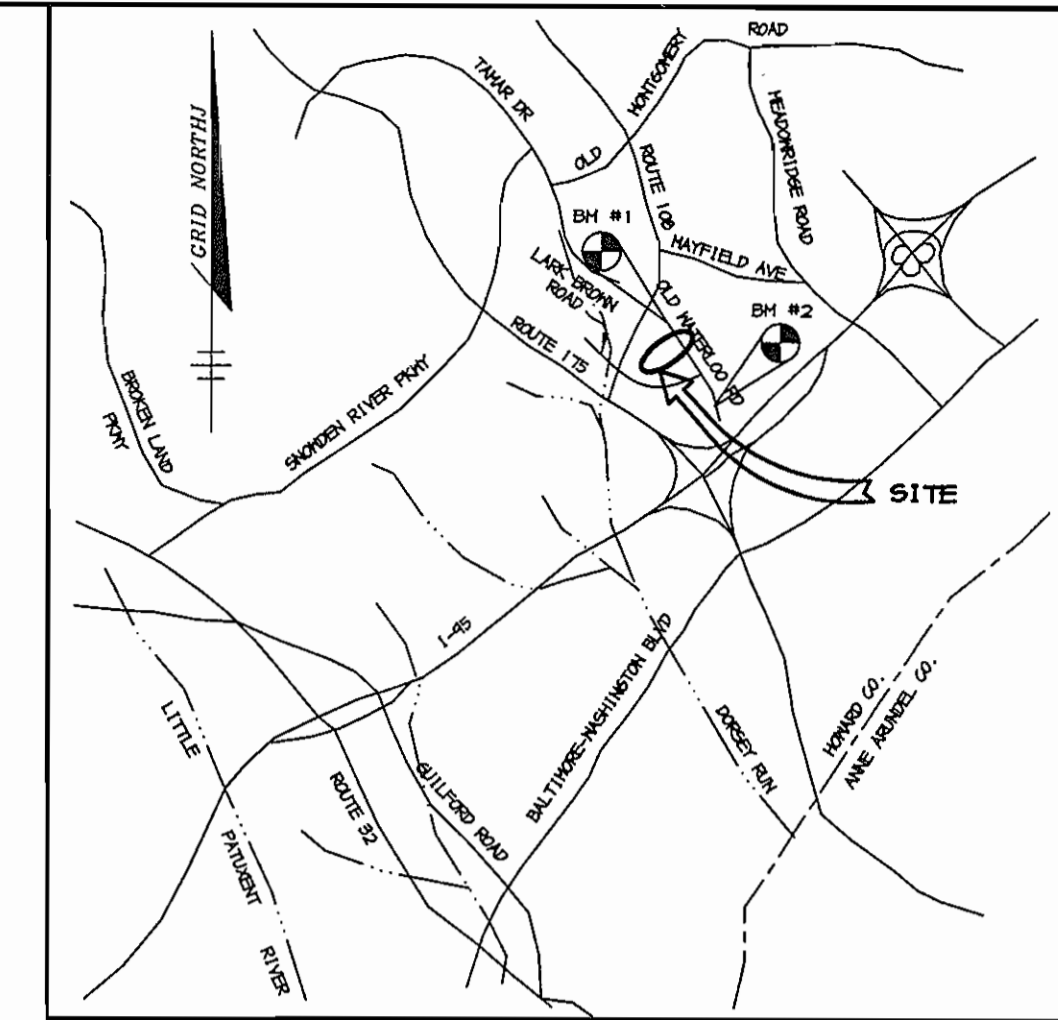 ROAD
MONTGOMERY
OLD
TAMAR DR
GRID NORTHJ
MEADOWRIDGE ROAD
ROUTE 108
BM #1
MAYFIELD AVE
LARK BROWN
ROAD
OLD WATERLOO RD
BM #2
ROUTE 175
BROKEN LAND
PKWY
SNOWDEN RIVER PKWY
SITE
I-95
BALTIMORE-WASHINGTON BLVD
HOWARD CO.
ANNE ARUNDEL CO.
DORSEY RUN
LITTLE
PATUXENT
RIVER
ROUTE 32
GUILFORD ROAD